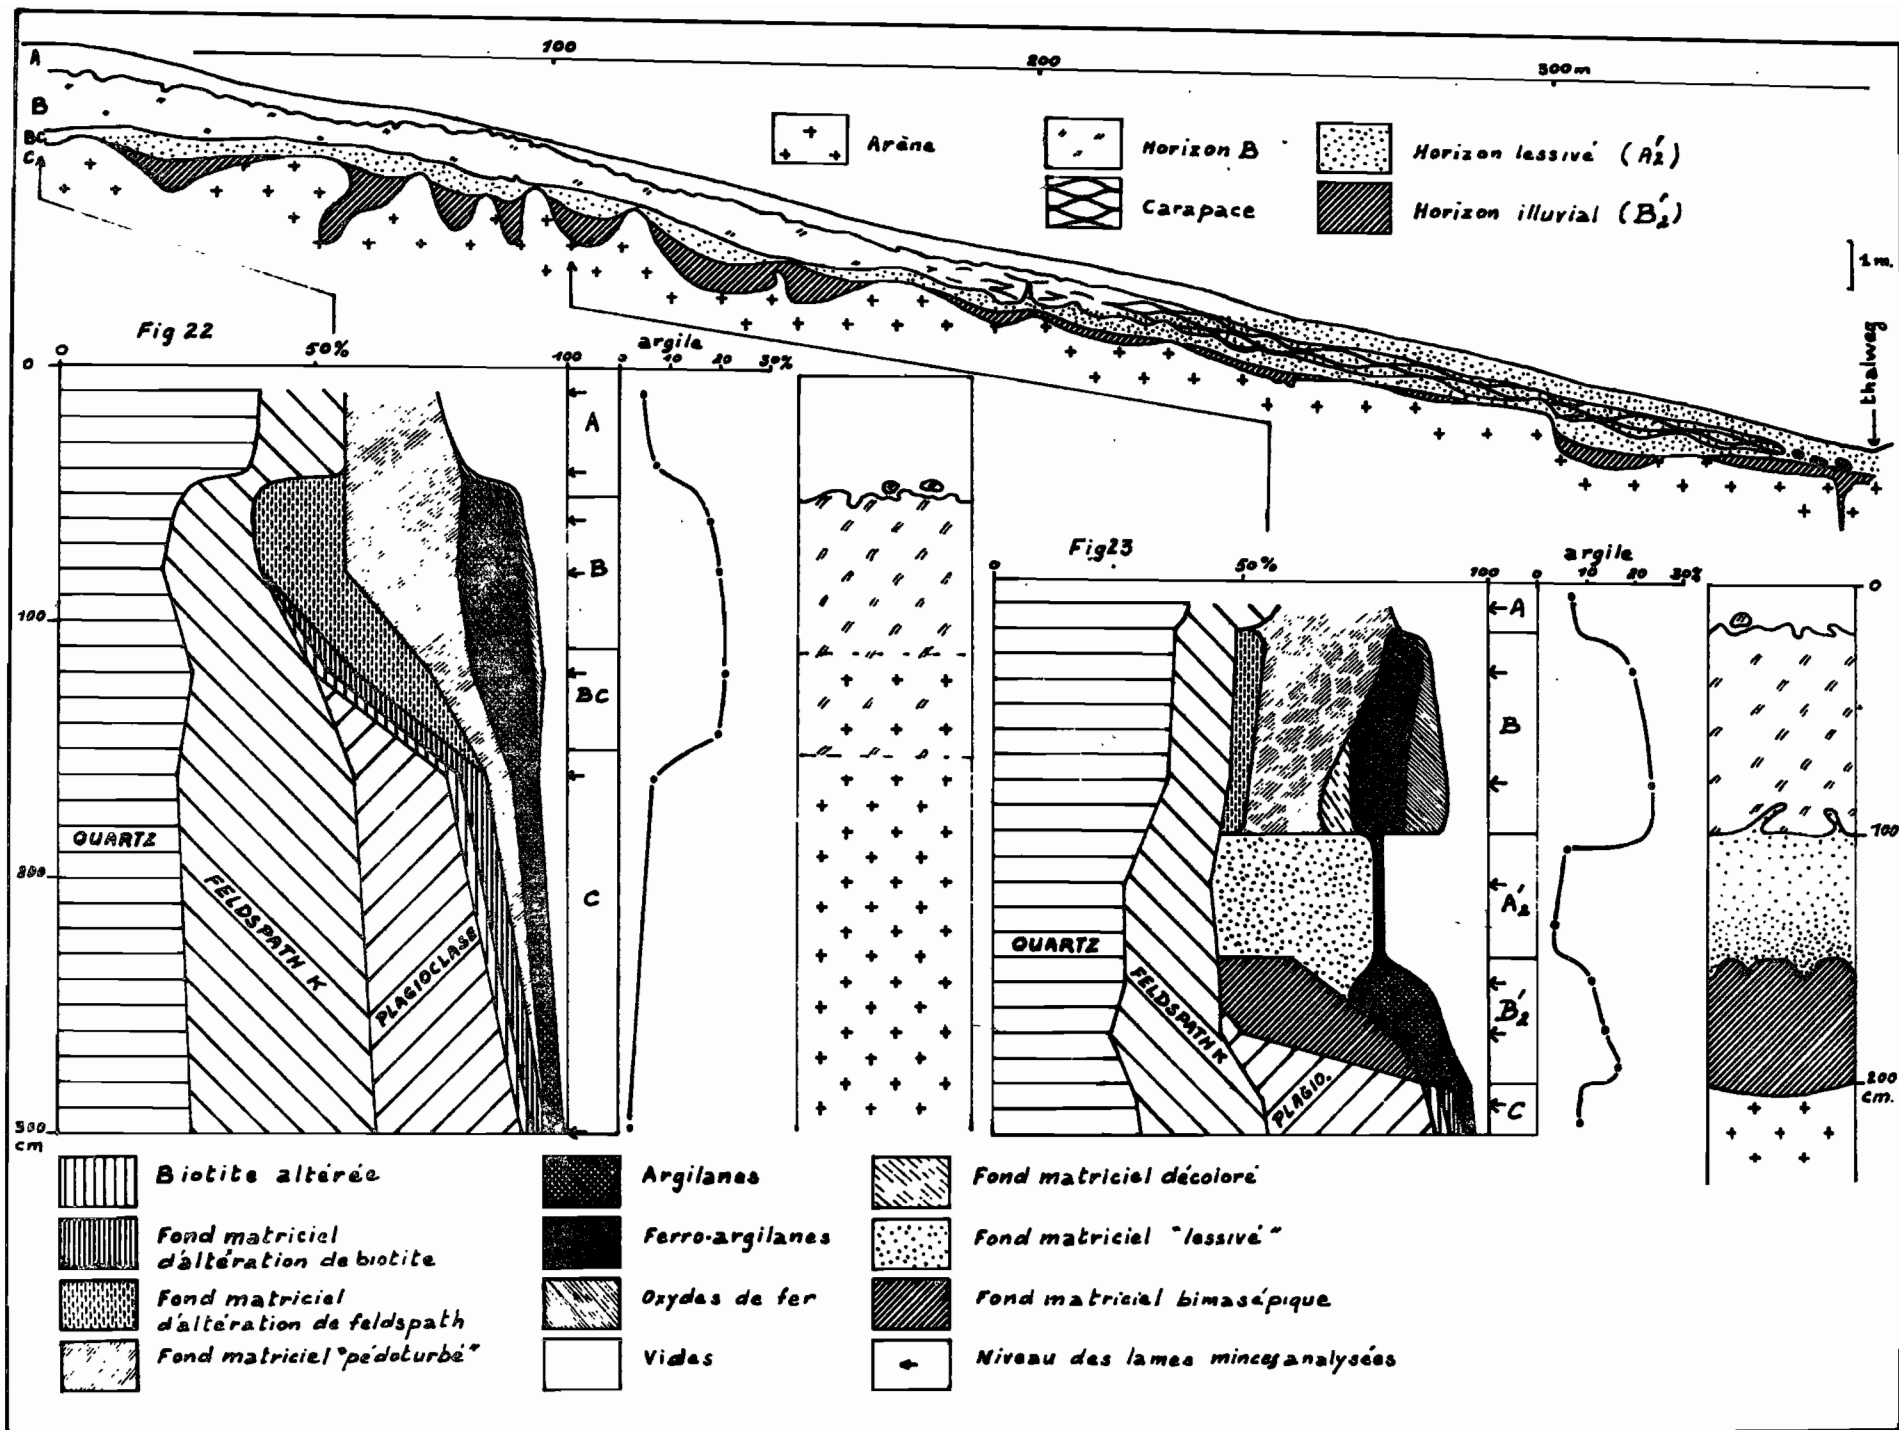 100
200
300m
A
B
BC
C
Arène
Horizon B
Carapace
Horizon lessivé (A'2)
Horizon illuvial (B'2)
1m.
thalweg
Fig 22
0
50%
100
argile
0 10 20 30%
0
100
200
300
cm
A
B
BC
C
QUARTZ
FELDSPATH K
PLAGIOCLASE
Fig23
0
50%
100
argile
0 10 20 30%
A
B
A'2
B'2
C
QUARTZ
FELDSPATH K
PLAGIO.
0
100
200
cm.
Biotite altérée
Fond matriciel
d'altération de biotite
Fond matriciel
d'altération de feldspath
Fond matriciel "pédoturbé"
Argilanes
Ferro-argilanes
Oxydes de fer
Vides
Fond matriciel décoloré
Fond matriciel "lessivé"
Fond matriciel bimasépique
Niveau des lames minces analysées